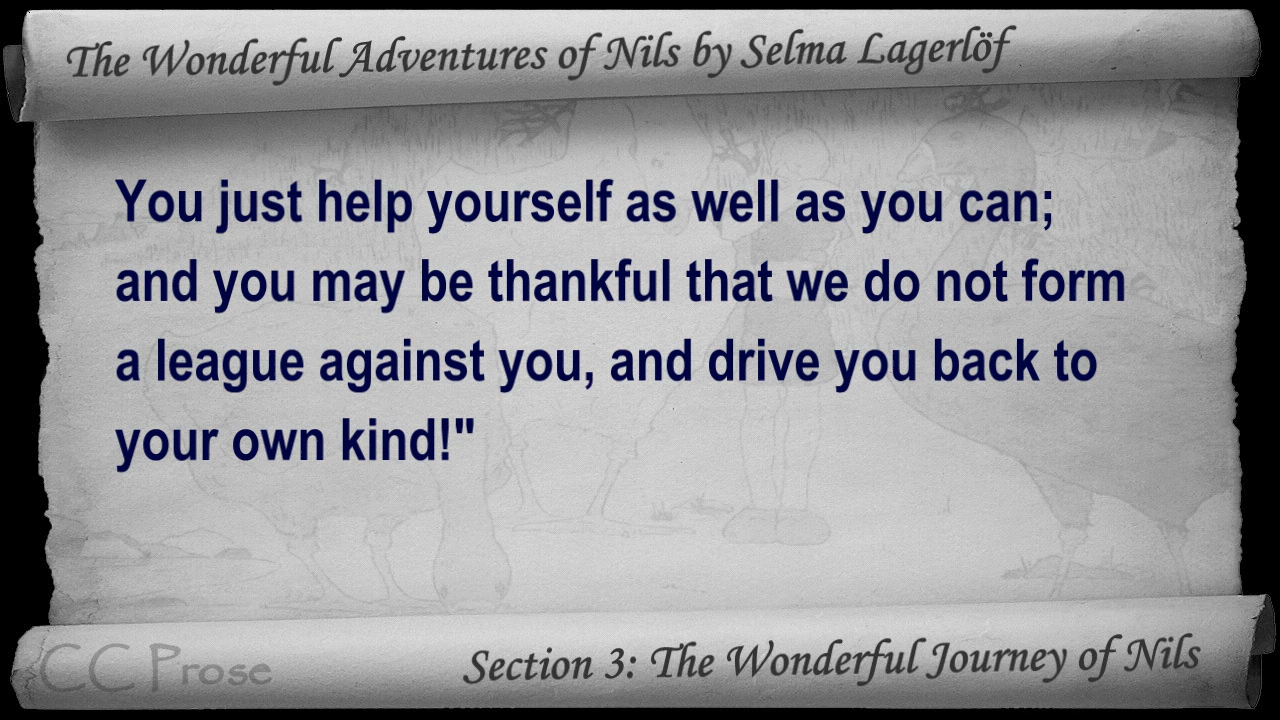 The Wonderful Adventures of Nils by Selma Lagerlöf
You just help yourself as well as you can;
and you may be thankful that we do not form
a league against you, and drive you back to
your own kind!"
CC Prose
Section 3: The Wonderful Journey of Nils